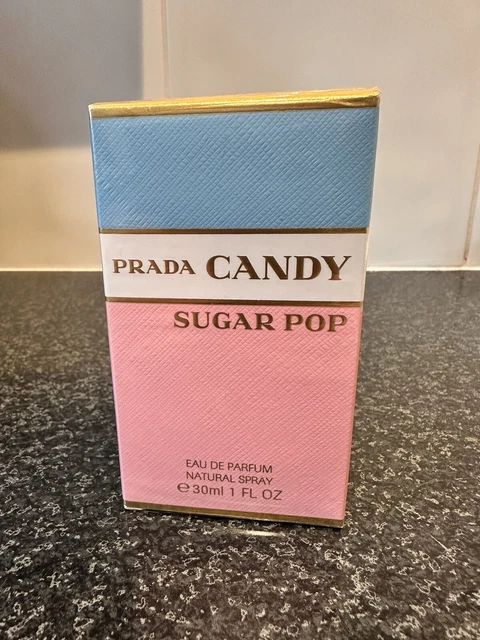 PRADA CANDY
SUGAR POP
EAU DE PARFUM
NATURAL SPRAY
℮30ml 1 FL OZ